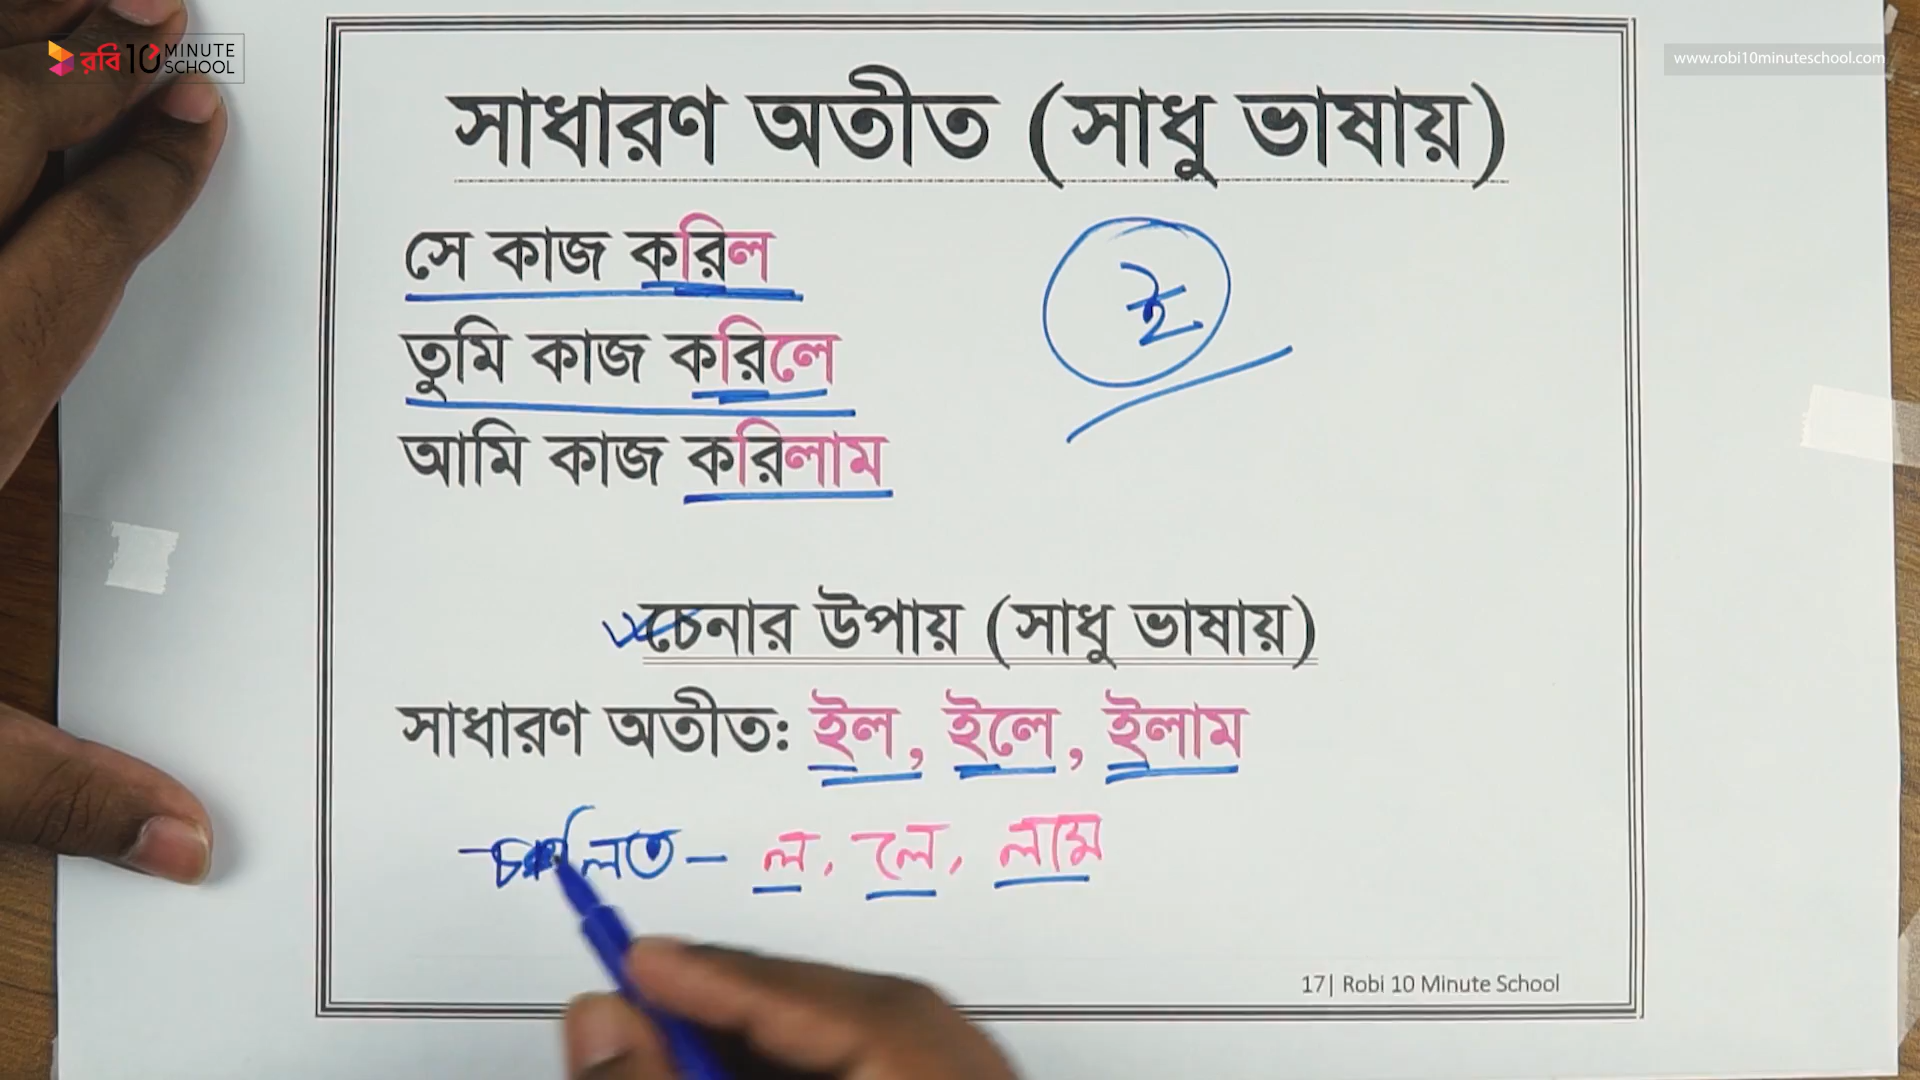 রবি 10 MINUTE SCHOOL
www.robi10minuteschool.com
সাধারণ অতীত (সাধু ভাষায়)
সে কাজ করিল
ই
তুমি কাজ করিলে
আমি কাজ করিলাম
চেনার উপায় (সাধু ভাষায়)
সাধারণ অতীতঃ ইল, ইলে, ইলাম
চলিত - ল, লে, লাম
17| Robi 10 Minute School